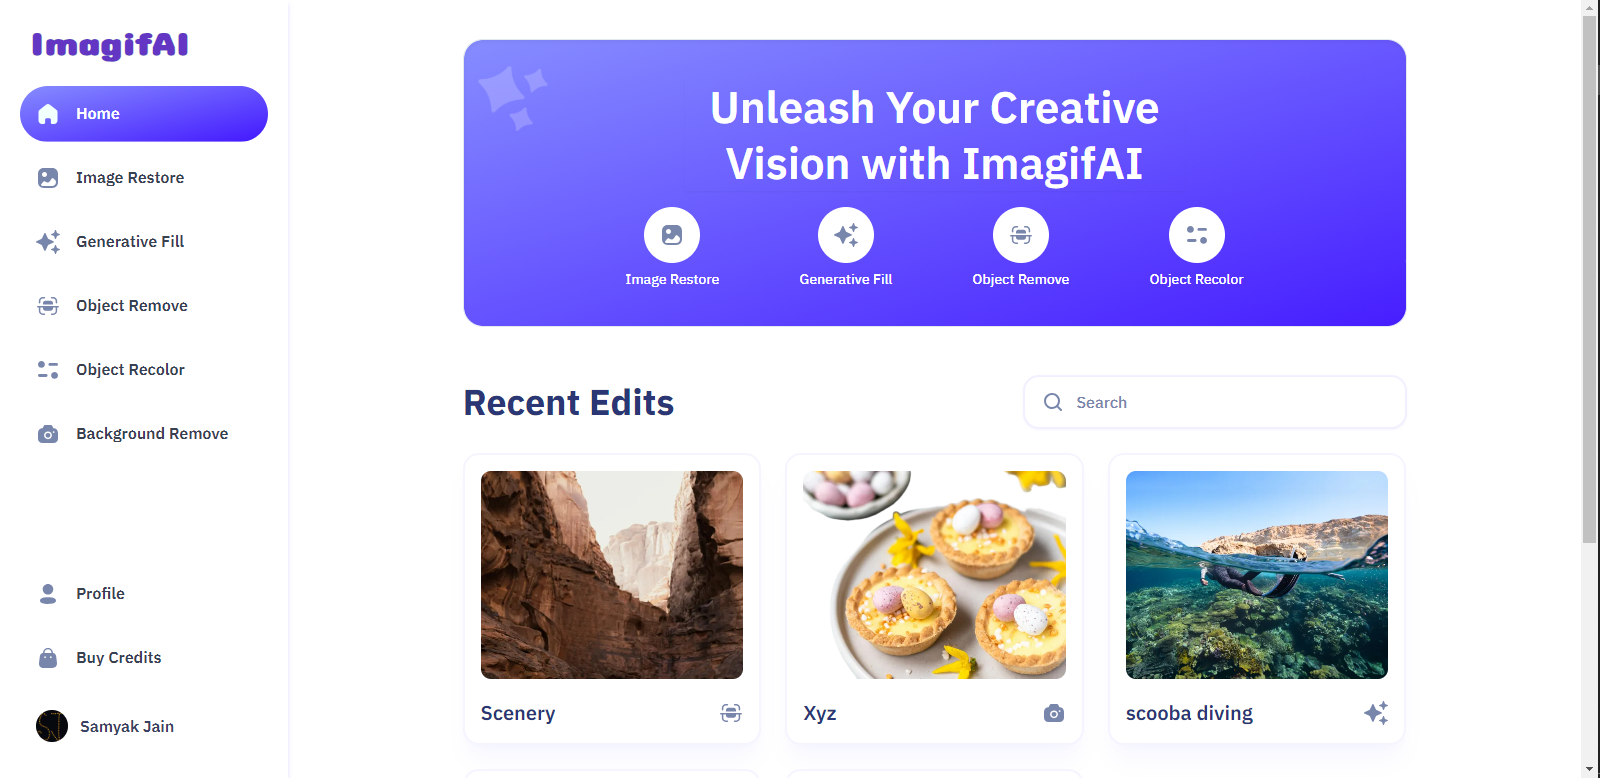 ImagifAI
Home
Image Restore
Generative Fill
Object Remove
Object Recolor
Background Remove
Profile
Buy Credits
Samyak Jain
Unleash Your Creative
Vision with ImagifAI
Image Restore
Generative Fill
Object Remove
Object Recolor
Recent Edits
Search
Scenery
Xyz
scooba diving